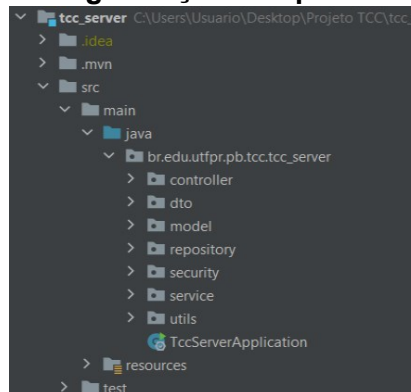 tcc_server C:\Users\Usuario\Desktop\Projeto TCC\tcc_
.idea
.mvn
src
main
java
br.edu.utfpr.pb.tcc.tcc_server
controller
dto
model
repository
security
service
utils
TccServerApplication
resources
test